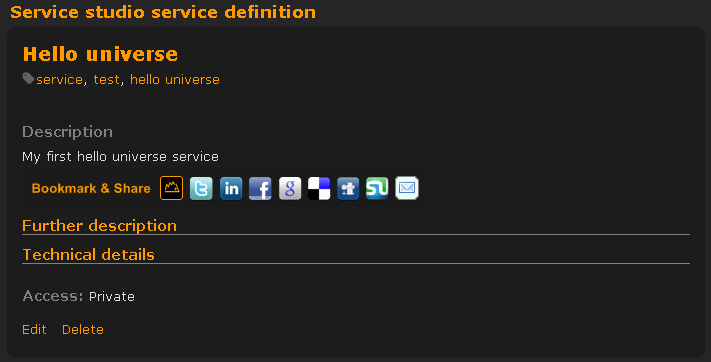 Service studio service definition
Hello universe
service, test, hello universe
Description
My first hello universe service
Bookmark & Share
Further description
Technical details
Access: Private
Edit Delete